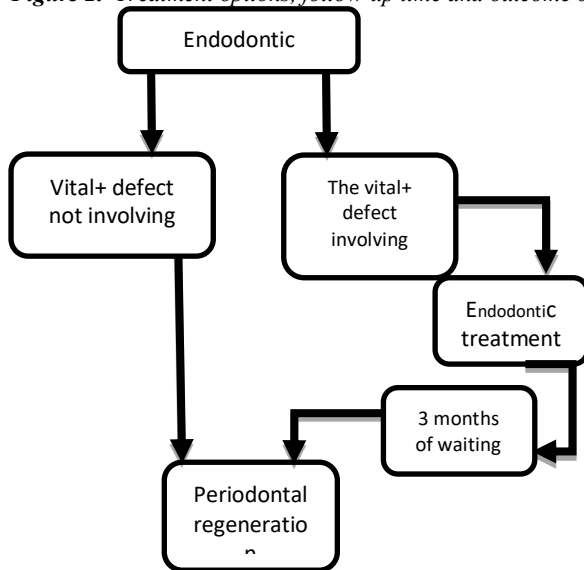 Figure 2. Treatment options, follow-up time and outcome o
Endodontic
Vital+ defect
not involving
The vital+
defect
involving
Endodontic
treatment
3 months
of waiting
Periodontal
regeneratio
n